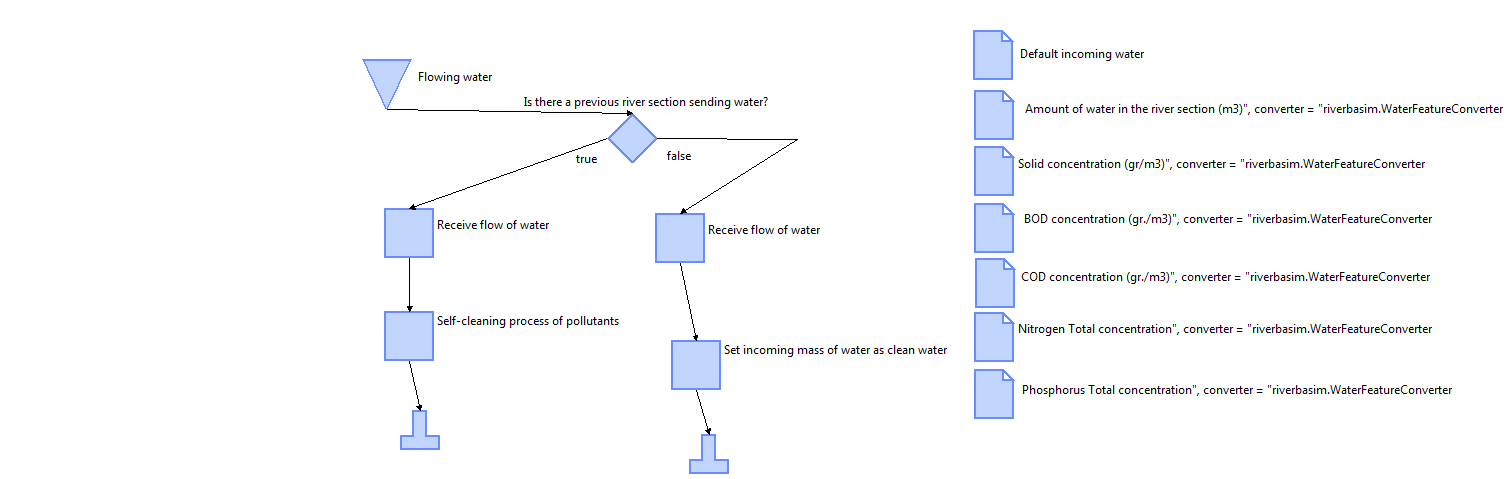 Flowing water
Is there a previous river section sending water?
true
false
Receive flow of water
Receive flow of water
Self-cleaning process of pollutants
Set incoming mass of water as clean water
Default incoming water
Amount of water in the river section (m3)", converter = "riverbasim.WaterFeatureConverter
Solid concentration (gr/m3)", converter = "riverbasim.WaterFeatureConverter
BOD concentration (gr./m3)", converter = "riverbasim.WaterFeatureConverter
COD concentration (gr./m3)", converter = "riverbasim.WaterFeatureConverter
Nitrogen Total concentration", converter = "riverbasim.WaterFeatureConverter
Phosphorus Total concentration", converter = "riverbasim.WaterFeatureConverter